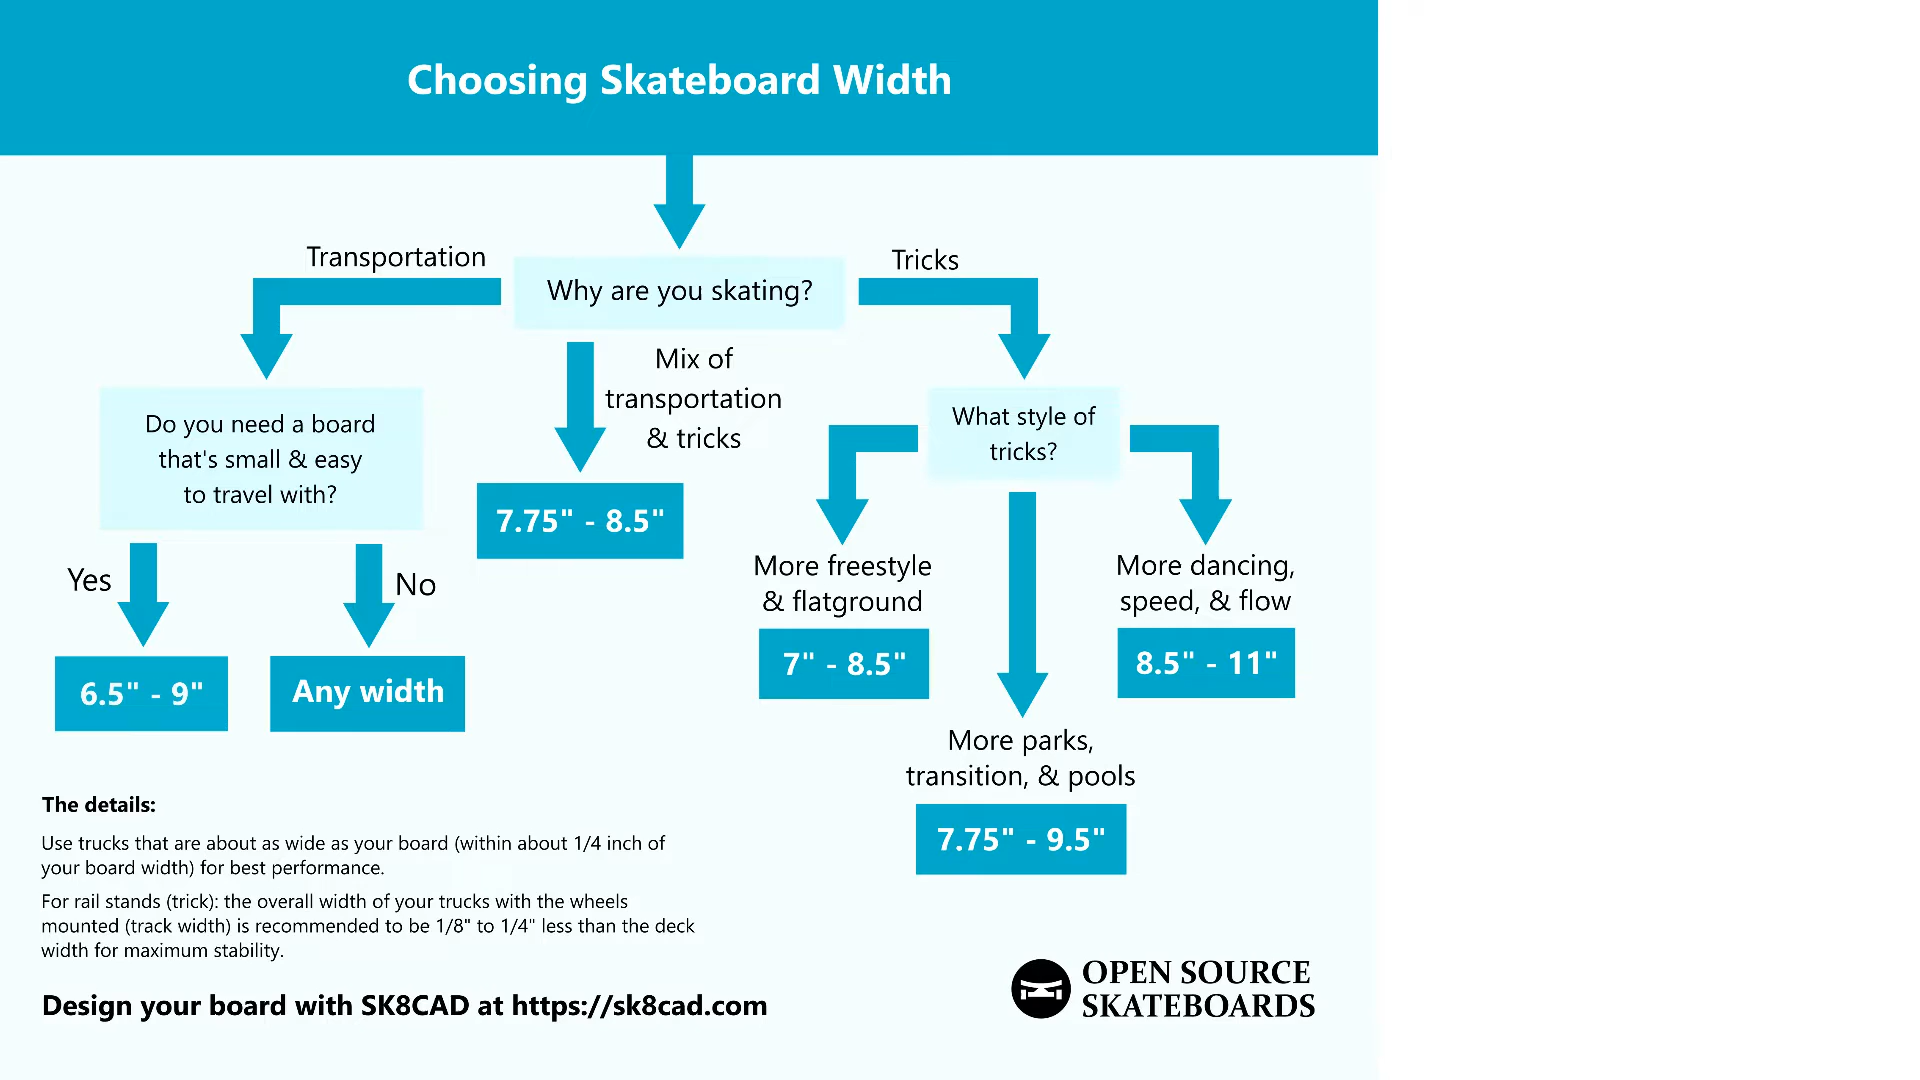 Choosing Skateboard Width
Transportation
Why are you skating?
Tricks
Mix of
transportation
& tricks
Do you need a board
that's small & easy
to travel with?
What style of
tricks?
7.75" - 8.5"
Yes
No
6.5" - 9"
Any width
More freestyle
& flatground
7" - 8.5"
More dancing,
speed, & flow
8.5" - 11"
More parks,
transition, & pools
7.75" - 9.5"
The details:
Use trucks that are about as wide as your board (within about 1/4 inch of
your board width) for best performance.
For rail stands (trick): the overall width of your trucks with the wheels
mounted (track width) is recommended to be 1/8" to 1/4" less than the deck
width for maximum stability.
Design your board with SK8CAD at https://sk8cad.com
OPEN SOURCE
SKATEBOARDS